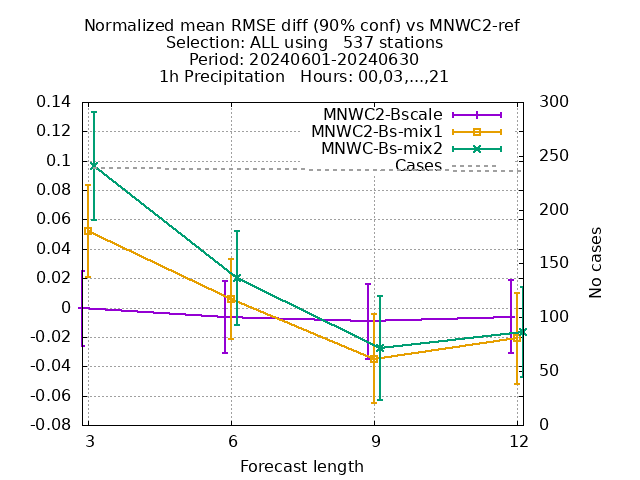 Normalized mean RMSE diff (90% conf) vs MNWC2-ref
Selection: ALL using   537 stations
Period: 20240601-20240630
1h Precipitation   Hours: 00,03,...,21
MNWC2-Bscale
MNWC2-Bs-mix1
MNWC-Bs-mix2
Cases
0.14
0.12
0.1
0.08
0.06
0.04
0.02
0
-0.02
-0.04
-0.06
-0.08
300
250
200
150
100
50
0
No cases
3
6
9
12
Forecast length